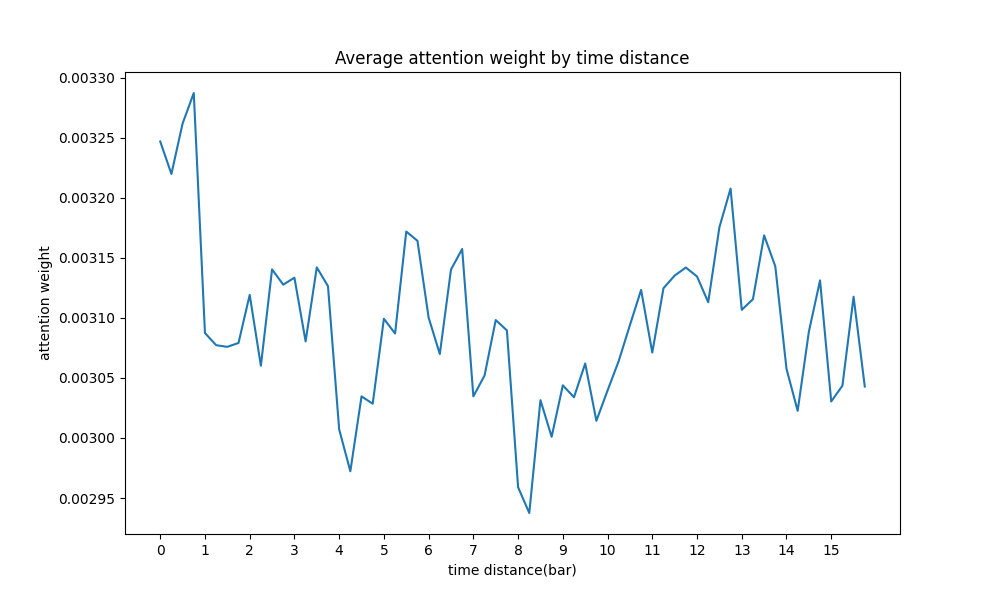 Average attention weight by time distance
0.00330
0.00325
0.00320
0.00315
0.00310
0.00305
0.00300
0.00295
attention weight
0 1 2 3 4 5 6 7 8 9 10 11 12 13 14 15
time distance(bar)